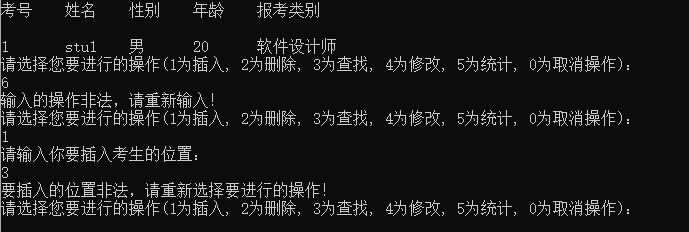 考号 姓名 性别 年龄 报考类别
1 stu1 男 20 软件设计师
请选择您要进行的操作(1为插入, 2为删除, 3为查找, 4为修改, 5为统计, 0为取消操作):
6
输入的操作非法, 请重新输入!
请选择您要进行的操作(1为插入, 2为删除, 3为查找, 4为修改, 5为统计, 0为取消操作):
1
请输入你要插入考生的位置:
3
要插入的位置非法, 请重新选择要进行的操作!
请选择您要进行的操作(1为插入, 2为删除, 3为查找, 4为修改, 5为统计, 0为取消操作):